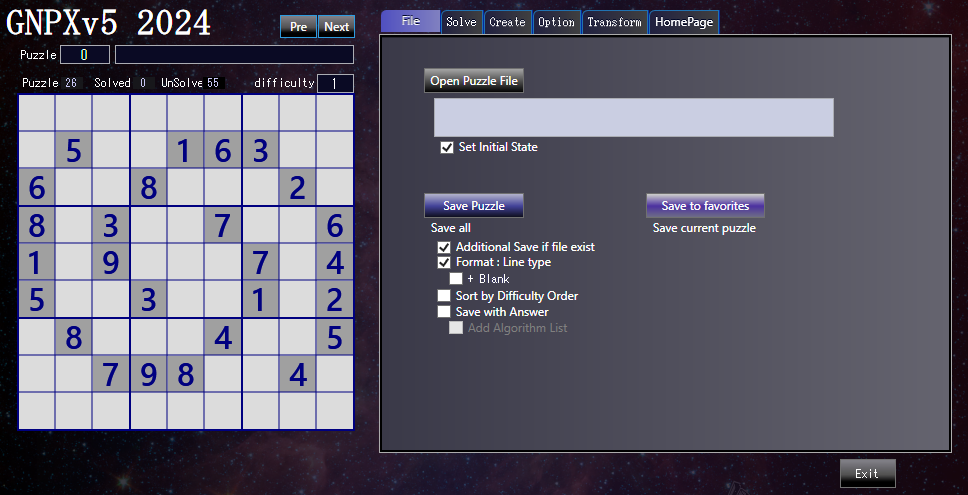 GNPXv5 2024
Pre Next
Puzzle 0
Puzzle 26 Solved 0 UnSolve 55 difficulty 1
5 1 6 3
6 8 2
8 3 7 6
1 9 7 4
5 3 1 2
8 4 5
7 9 8 4
File Solve Create Option Transform HomePage
Open Puzzle File
Set Initial State
Save Puzzle
Save all
Additional Save if file exist
Format : Line type
+ Blank
Sort by Difficulty Order
Save with Answer
Add Algorithm List
Save to favorites
Save current puzzle
Exit